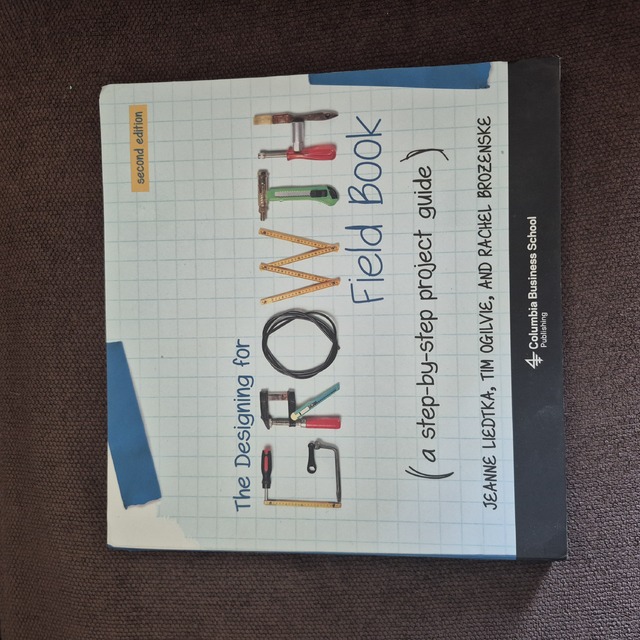 second edition
The Designing for
GROWTH
Field Book
(a step-by-step project guide)
JEANNE LIEDTKA, TIM OGILVIE, AND RACHEL BROZENSKE
Columbia Business School
Publishing